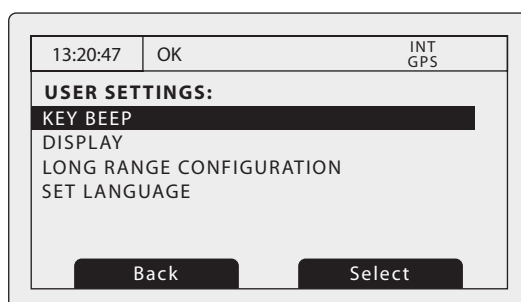 13:20:47 OK INT
GPS
USER SETTINGS:
KEY BEEP
DISPLAY
LONG RANGE CONFIGURATION
SET LANGUAGE
Back Select